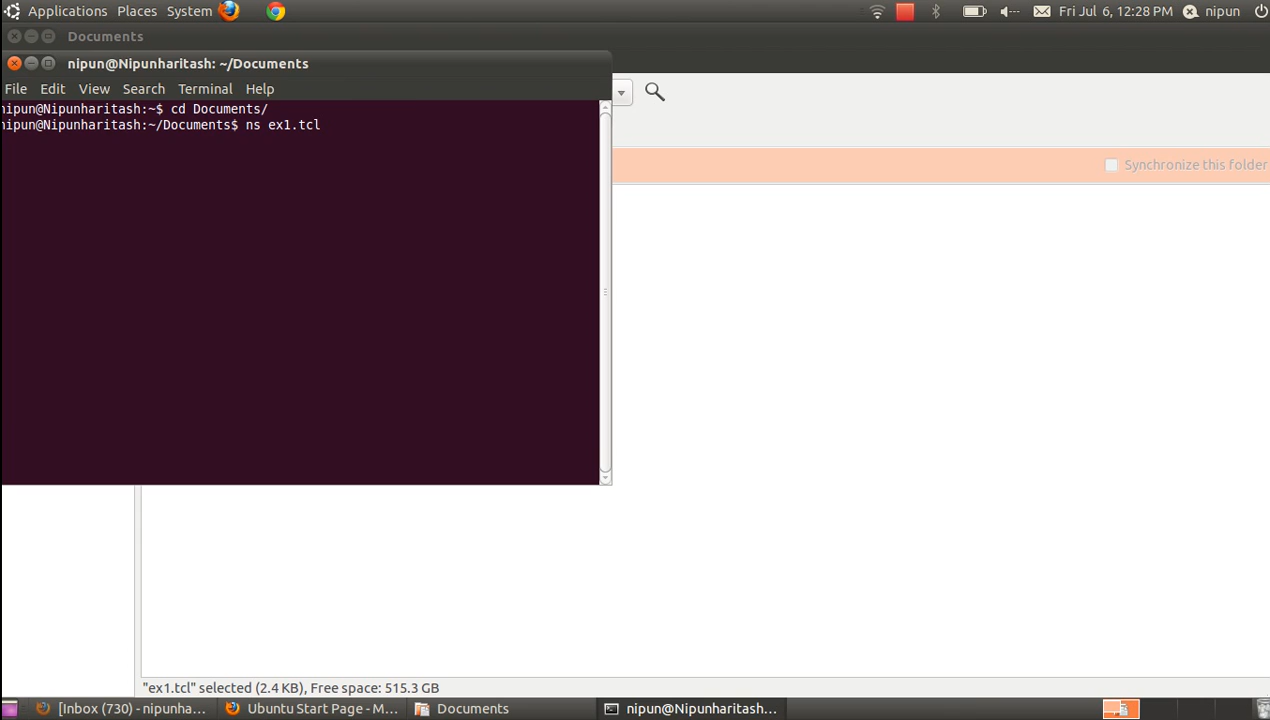 Applications Places System Fri Jul 6, 12:28 PM nipun
Documents
nipun@Nipunharitash: ~/Documents
File Edit View Search Terminal Help
nipun@Nipunharitash:~$ cd Documents/
nipun@Nipunharitash:~/Documents$ ns ex1.tcl
Synchronize this folder
"ex1.tcl" selected (2.4 KB), Free space: 515.3 GB
[Inbox (730) - nipunha... Ubuntu Start Page - M... Documents nipun@Nipunharitash...